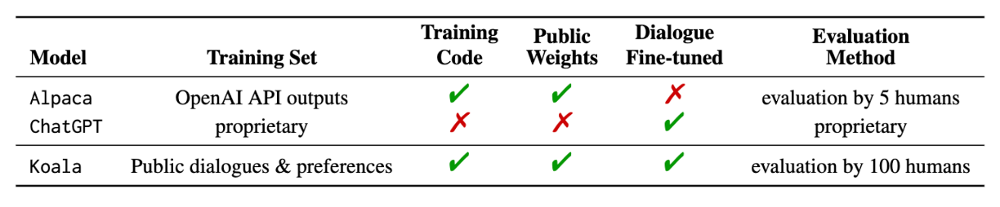 Model Training Set Training Code Public Weights Dialogue Fine-tuned Evaluation Method
Alpaca OpenAI API outputs ✓ ✓ ✗ evaluation by 5 humans
ChatGPT proprietary ✗ ✗ ✓ proprietary
Koala Public dialogues & preferences ✓ ✓ ✓ evaluation by 100 humans